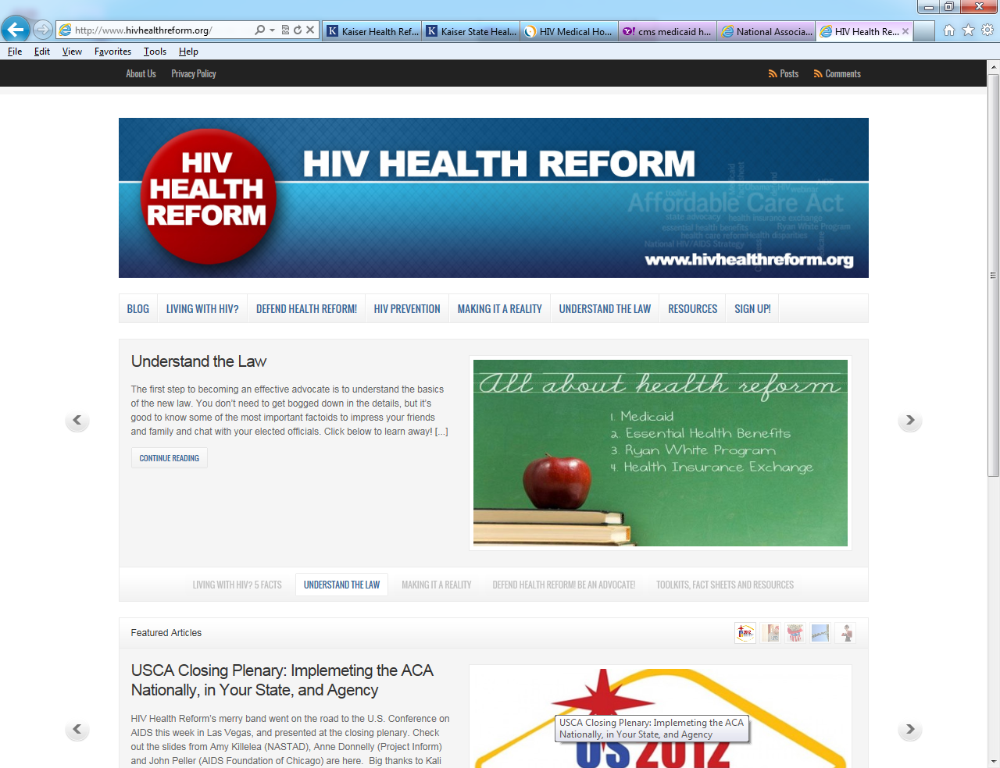 http://www.hivhealthreform.org/
Kaiser Health Ref...
Kaiser State Heal...
HIV Medical Ho...
cms medicaid h...
National Associa...
HIV Health Re...
File Edit View Favorites Tools Help
About Us Privacy Policy Posts Comments
HIV
HEALTH
REFORM
HIV HEALTH REFORM
Affordable Care Act
toolkit
webinar
state advocacy
health insurance exchange
essential health benefits
Ryan White Program
health care reform
Health disparities
National HIV/AIDS Strategy
www.hivhealthreform.org
BLOG LIVING WITH HIV? DEFEND HEALTH REFORM! HIV PREVENTION MAKING IT A REALITY UNDERSTAND THE LAW RESOURCES SIGN UP!
Understand the Law
The first step to becoming an effective advocate is to understand the basics
of the new law. You don't need to get bogged down in the details, but it's
good to know some of the most important factoids to impress your friends
and family and chat with your elected officials. Click below to learn away! [...]
CONTINUE READING
All about health reform
1. Medicaid
2. Essential Health Benefits
3. Ryan White Program
4. Health Insurance Exchange
LIVING WITH HIV? 5 FACTS UNDERSTAND THE LAW MAKING IT A REALITY DEFEND HEALTH REFORM! BE AN ADVOCATE! TOOLKITS, FACT SHEETS AND RESOURCES
Featured Articles
USCA Closing Plenary: Implemeting the ACA
Nationally, in Your State, and Agency
HIV Health Reform's merry band went on the road to the U.S. Conference on
AIDS this week in Las Vegas, and presented at the closing plenary. Check
out the slides from Amy Killelea (NASTAD), Anne Donnelly (Project Inform)
and John Peller (AIDS Foundation of Chicago) are here. Big thanks to Kali
USCA Closing Plenary: Implemeting the ACA
Nationally, in Your State, and Agency
US2012